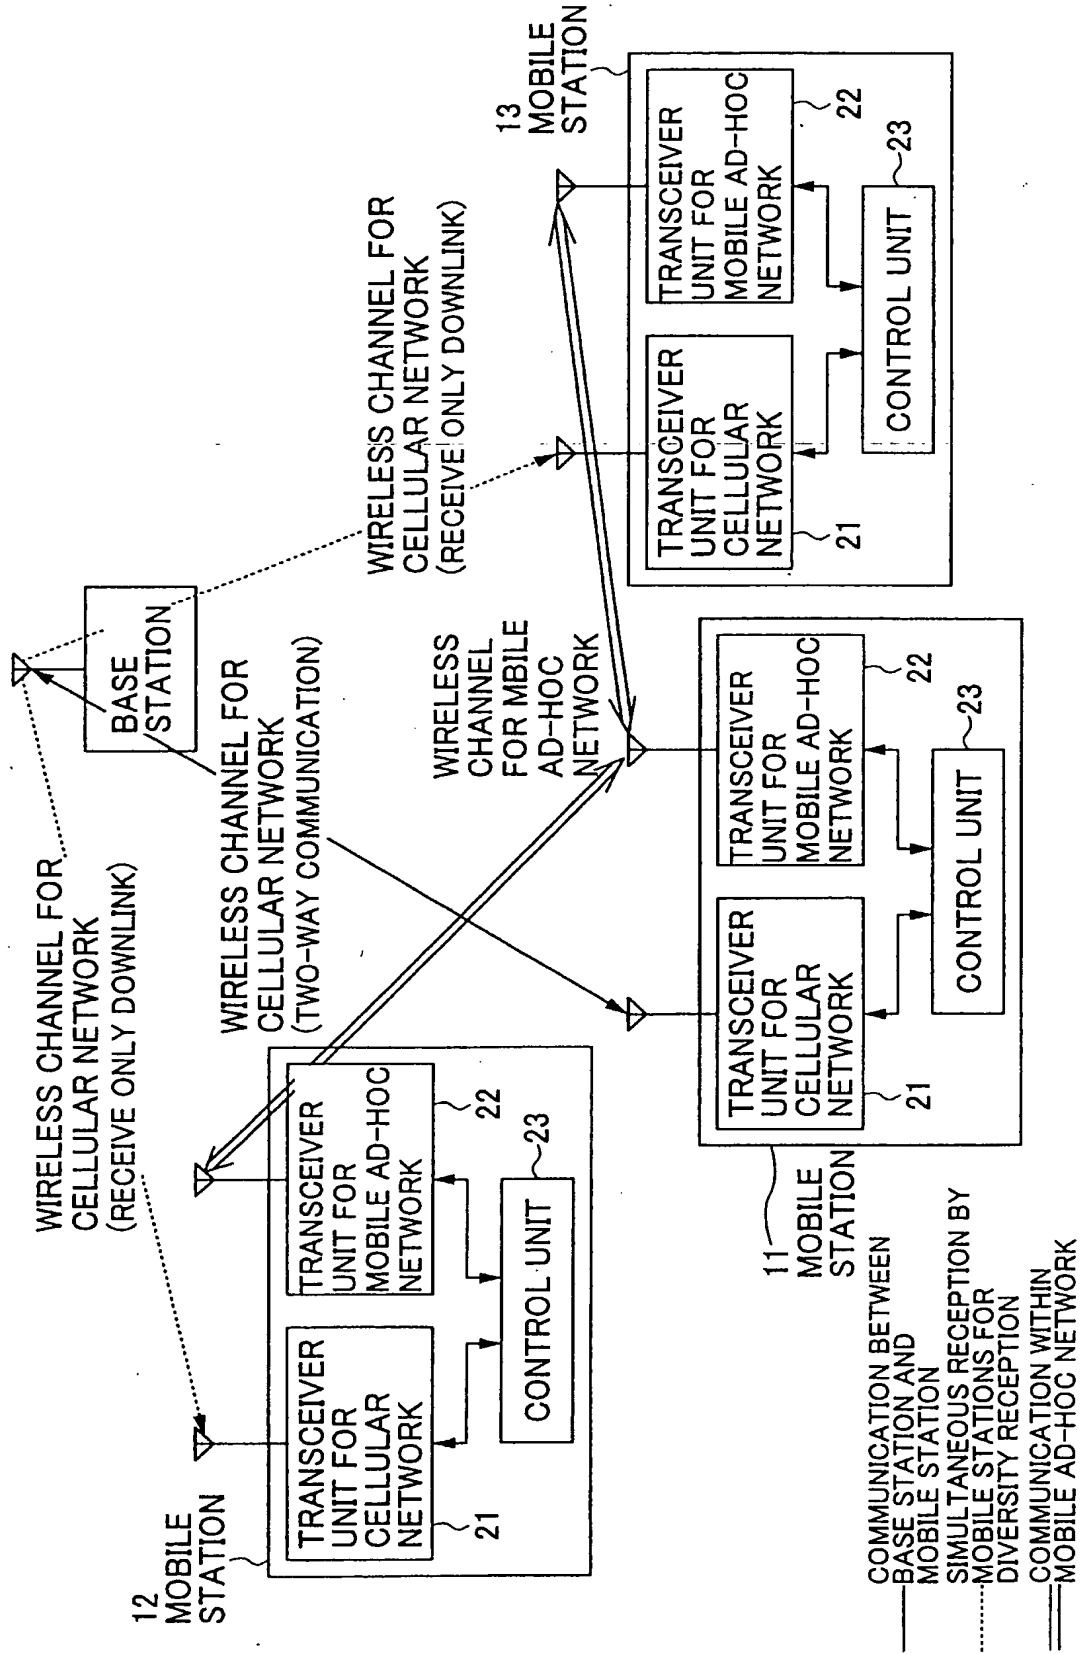 BASE
STATION
WIRELESS CHANNEL FOR
CELLULAR NETWORK
(RECEIVE ONLY DOWNLINK)
WIRELESS CHANNEL FOR
CELLULAR NETWORK
(TWO-WAY COMMUNICATION)
WIRELESS CHANNEL FOR
CELLULAR NETWORK
(RECEIVE ONLY DOWNLINK)
WIRELESS
CHANNEL
FOR MBILE
AD-HOC
NETWORK
12
MOBILE
STATION
TRANSCEIVER
UNIT FOR
CELLULAR
NETWORK
21
TRANSCEIVER
UNIT FOR
MOBILE AD-HOC
NETWORK
22
CONTROL UNIT
23
11
MOBILE
STATION
TRANSCEIVER
UNIT FOR
CELLULAR
NETWORK
21
TRANSCEIVER
UNIT FOR
MOBILE AD-HOC
NETWORK
22
CONTROL UNIT
23
13
MOBILE
STATION
TRANSCEIVER
UNIT FOR
CELLULAR
NETWORK
21
TRANSCEIVER
UNIT FOR
MOBILE AD-HOC
NETWORK
22
CONTROL UNIT
23
COMMUNICATION BETWEEN
BASE STATION AND
MOBILE STATION
SIMULTANEOUS RECEPTION BY
MOBILE STATIONS FOR
DIVERSITY RECEPTION
COMMUNICATION WITHIN
MOBILE AD-HOC NETWORK